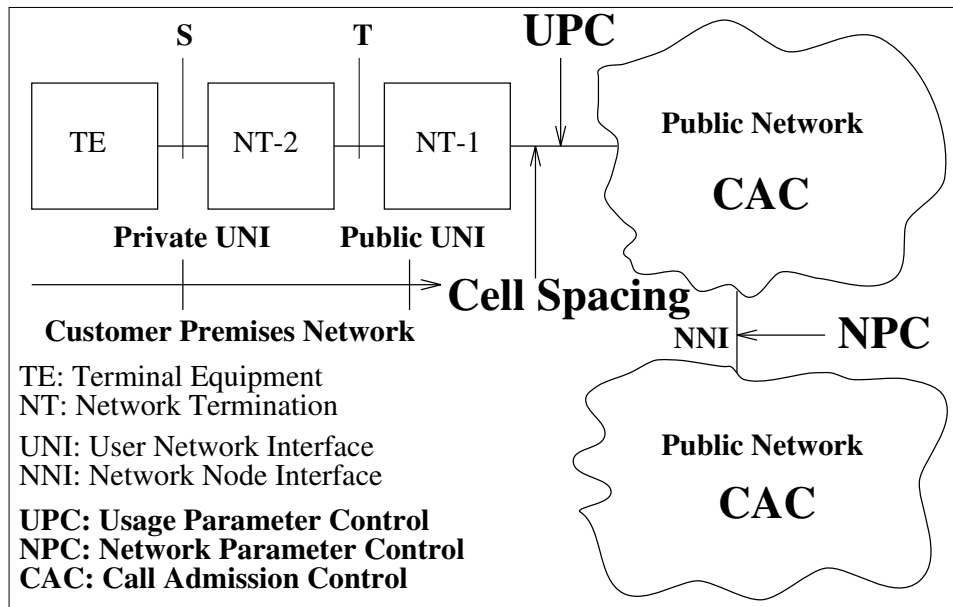 S
T
UPC
TE
NT-2
NT-1
Public Network
CAC
Private UNI
Public UNI
Cell Spacing
Customer Premises Network
NNI
NPC
TE: Terminal Equipment
NT: Network Termination
UNI: User Network Interface
NNI: Network Node Interface
Public Network
CAC
UPC: Usage Parameter Control
NPC: Network Parameter Control
CAC: Call Admission Control